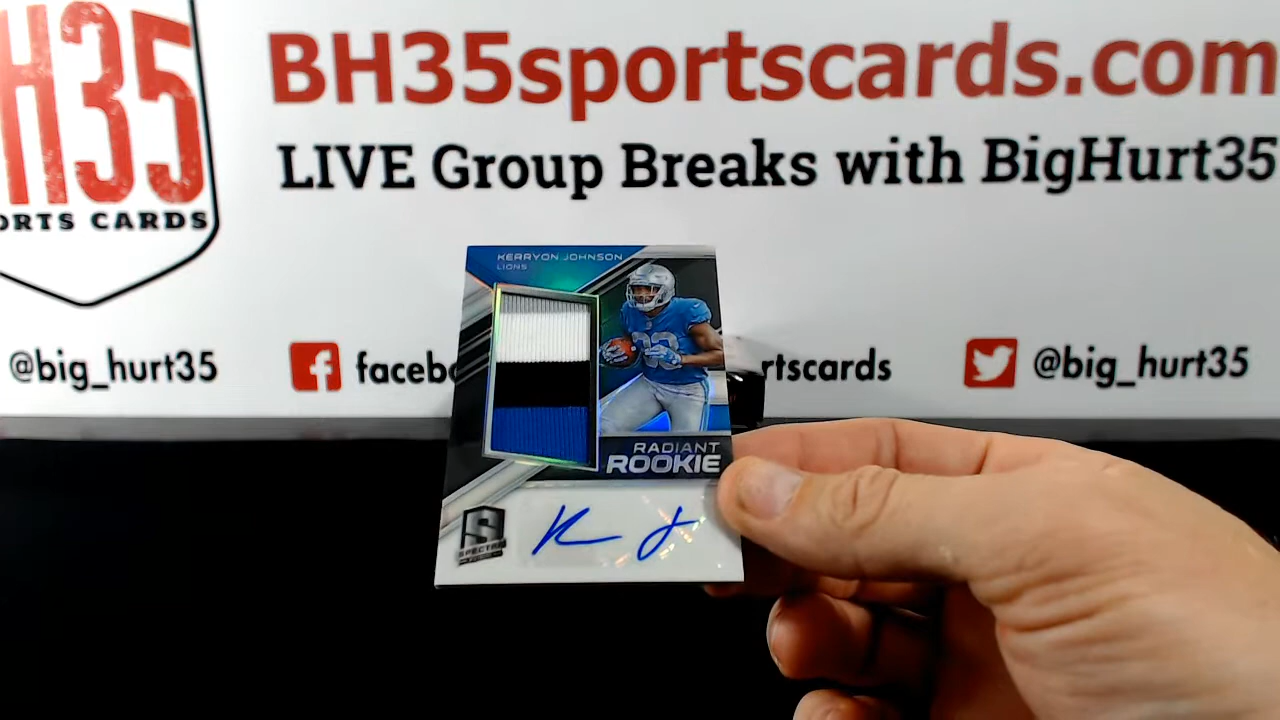 H35
ORTS CARDS
BH35sportscards.com
LIVE Group Breaks with BigHurt35
@big_hurt35
facebo
rtscards
@big_hurt35
KERRYON JOHNSON
LIONS
RADIANT
ROOKIE
SPECTRA